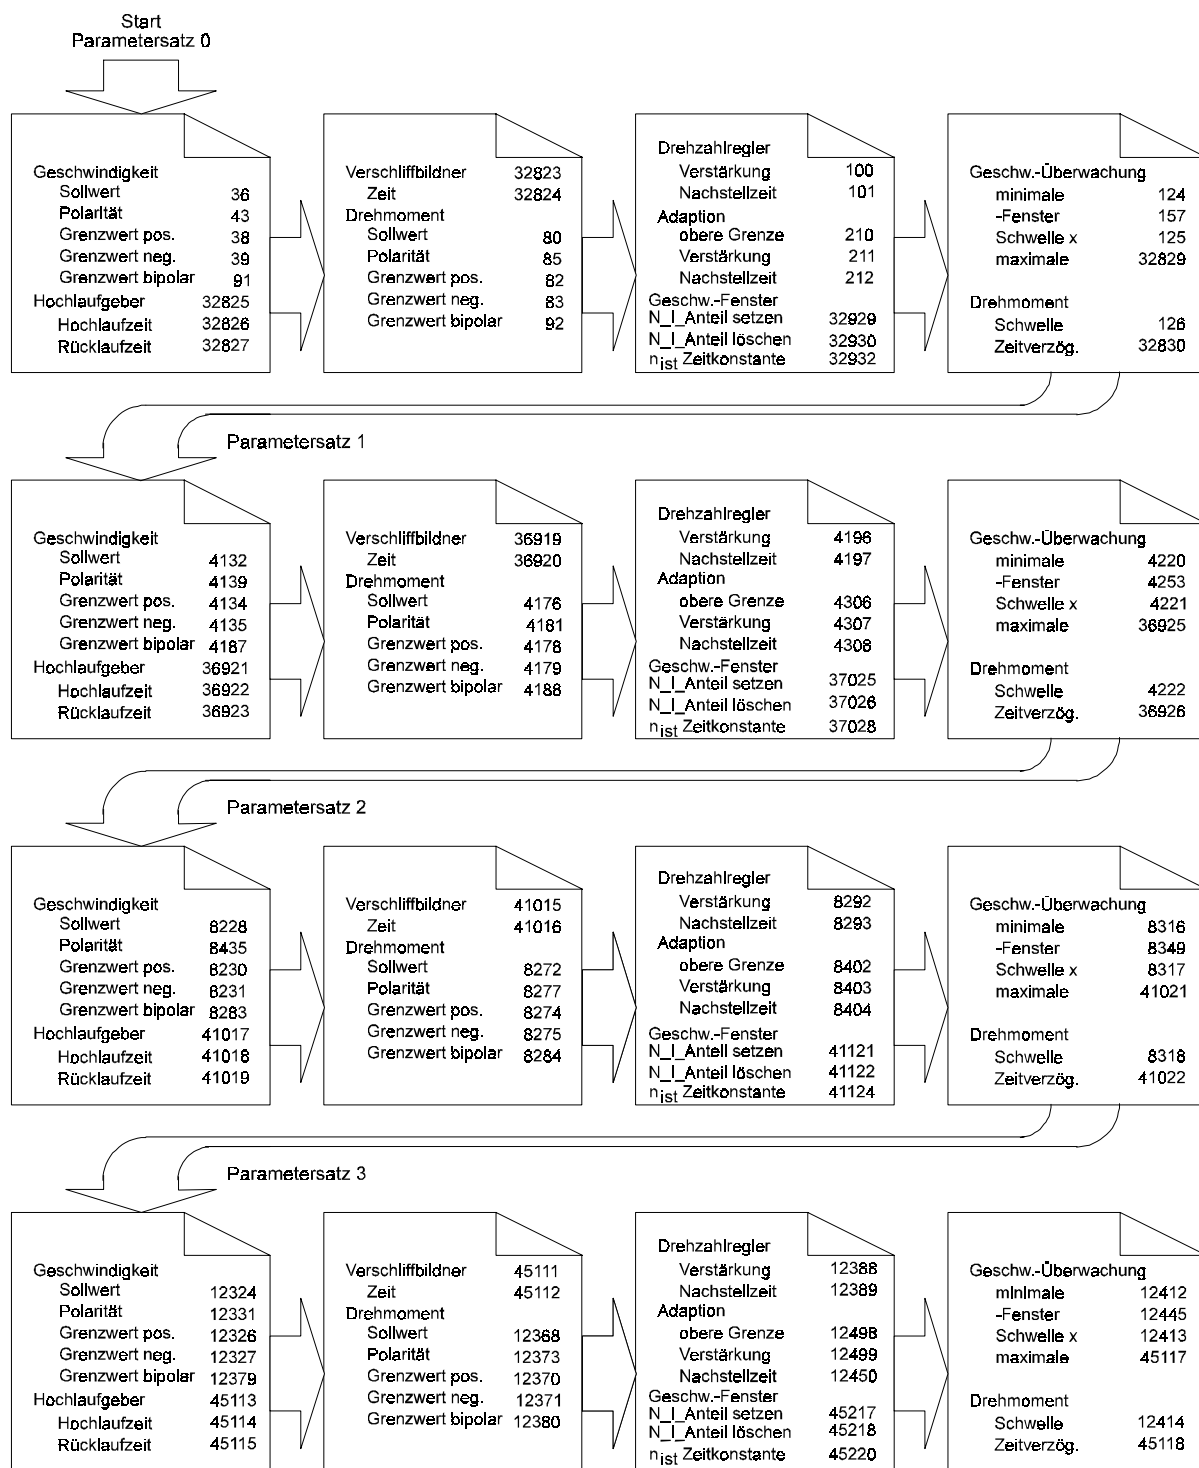 Start
Parametersatz 0
Geschwindigkeit
Sollwert 36
Polarität 43
Grenzwert pos. 38
Grenzwert neg. 39
Grenzwert bipolar 91
Hochlaufgeber 32825
Hochlaufzeit 32826
Rücklaufzeit 32827
Verschliffbildner 32823
Zeit 32824
Drehmoment
Sollwert 80
Polarität 85
Grenzwert pos. 82
Grenzwert neg. 83
Grenzwert bipolar 92
Drehzahlregler
Verstärkung 100
Nachstellzeit 101
Adaption
obere Grenze 210
Verstärkung 211
Nachstellzeit 212
Geschw.-Fenster
N_I_Anteil setzen 32929
N_I_Anteil löschen 32930
nist Zeitkonstante 32932
Geschw.-Überwachung
minimale 124
-Fenster 157
Schwelle x 125
maximale 32829
Drehmoment
Schwelle 126
Zeitverzög. 32830
Parametersatz 1
Geschwindigkeit
Sollwert 4132
Polarität 4139
Grenzwert pos. 4134
Grenzwert neg. 4135
Grenzwert bipolar 4187
Hochlaufgeber 36921
Hochlaufzeit 36922
Rücklaufzeit 36923
Verschliffbildner 36919
Zeit 36920
Drehmoment
Sollwert 4176
Polarität 4181
Grenzwert pos. 4178
Grenzwert neg. 4179
Grenzwert bipolar 4188
Drehzahlregler
Verstärkung 4196
Nachstellzeit 4197
Adaption
obere Grenze 4306
Verstärkung 4307
Nachstellzeit 4308
Geschw.-Fenster
N_I_Anteil setzen 37025
N_I_Anteil löschen 37026
nist Zeitkonstante 37028
Geschw.-Überwachung
minimale 4220
-Fenster 4253
Schwelle x 4221
maximale 36925
Drehmoment
Schwelle 4222
Zeitverzög. 36926
Parametersatz 2
Geschwindigkeit
Sollwert 8228
Polarität 8435
Grenzwert pos. 8230
Grenzwert neg. 8231
Grenzwert bipolar 8283
Hochlaufgeber 41017
Hochlaufzeit 41018
Rücklaufzeit 41019
Verschliffbildner 41015
Zeit 41016
Drehmoment
Sollwert 8272
Polarität 8277
Grenzwert pos. 8274
Grenzwert neg. 8275
Grenzwert bipolar 8284
Drehzahlregler
Verstärkung 8292
Nachstellzeit 8293
Adaption
obere Grenze 8402
Verstärkung 8403
Nachstellzeit 8404
Geschw.-Fenster
N_I_Anteil setzen 41121
N_I_Anteil löschen 41122
nist Zeitkonstante 41124
Geschw.-Überwachung
minimale 8316
-Fenster 8349
Schwelle x 8317
maximale 41021
Drehmoment
Schwelle 8318
Zeitverzög. 41022
Parametersatz 3
Geschwindigkeit
Sollwert 12324
Polarität 12331
Grenzwert pos. 12326
Grenzwert neg. 12327
Grenzwert bipolar 12379
Hochlaufgeber 45113
Hochlaufzeit 45114
Rücklaufzeit 45115
Verschliffbildner 45111
Zeit 45112
Drehmoment
Sollwert 12368
Polarität 12373
Grenzwert pos. 12370
Grenzwert neg. 12371
Grenzwert bipolar 12380
Drehzahlregler
Verstärkung 12388
Nachstellzeit 12389
Adaption
obere Grenze 12498
Verstärkung 12499
Nachstellzeit 12450
Geschw.-Fenster
N_I_Anteil setzen 45217
N_I_Anteil löschen 45218
nist Zeitkonstante 45220
Geschw.-Überwachung
minimale 12412
-Fenster 12445
Schwelle x 12413
maximale 45117
Drehmoment
Schwelle 12414
Zeitverzög. 45118